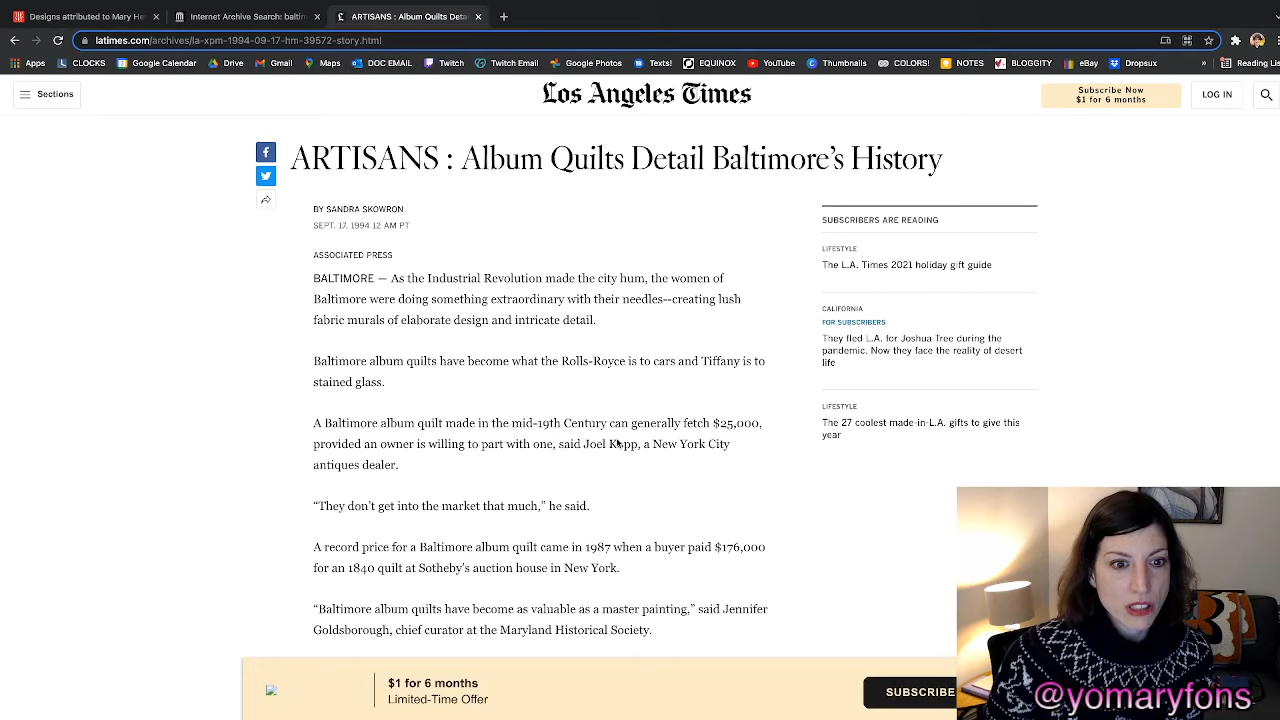 Designs: Attributed to Mary He
Internet Archive Search: baltim
ARTISANS : Album Quilts Detai
latimes.com/archives/la-xpm-1994-09-17-hm-39572-story.html
Apps CLOCKS Google Calendar Drive Gmail Maps DOC EMAIL Twitch Google Photos Texts! EQUINOX YouTube Thumbnails COLORS! NOTES BLOGGITY eBay Dropbox »
Sections
Los Angeles Times
Subscribe Now
$1 for 6 months
LOG IN
ARTISANS : Album Quilts Detail Baltimore’s History
BY SANDRA SKOWRON
SEPT. 17, 1994 12 AM PT
ASSOCIATED PRESS
BALTIMORE — As the Industrial Revolution made the city hum, the women of
Baltimore were doing something extraordinary with their needles--creating lush
fabric murals of elaborate design and intricate detail.
Baltimore album quilts have become what the Rolls-Royce is to cars and Tiffany is to
stained glass.
A Baltimore album quilt made in the mid-19th Century can generally fetch $25,000,
provided an owner is willing to part with one, said Joel Kopp, a New York City
antiques dealer.
“They don’t get into the market that much,” he said.
A record price for a Baltimore album quilt came in 1987 when a buyer paid $176,000
for an 1840 quilt at Sotheby’s auction house in New York.
“Baltimore album quilts have become as valuable as a master painting,” said Jennifer
Goldsborough, chief curator at the Maryland Historical Society.
SUBSCRIBERS ARE READING
LIFESTYLE
The L.A. Times 2021 holiday gift guide
CALIFORNIA
FOR SUBSCRIBERS
They fled L.A. for Joshua Tree during the
pandemic. Now they face the reality of desert
life
LIFESTYLE
The 27 coolest made-in-L.A. gifts to give this
year
$1 for 6 months
Limited-Time Offer
SUBSCRIBE
@yomaryfons